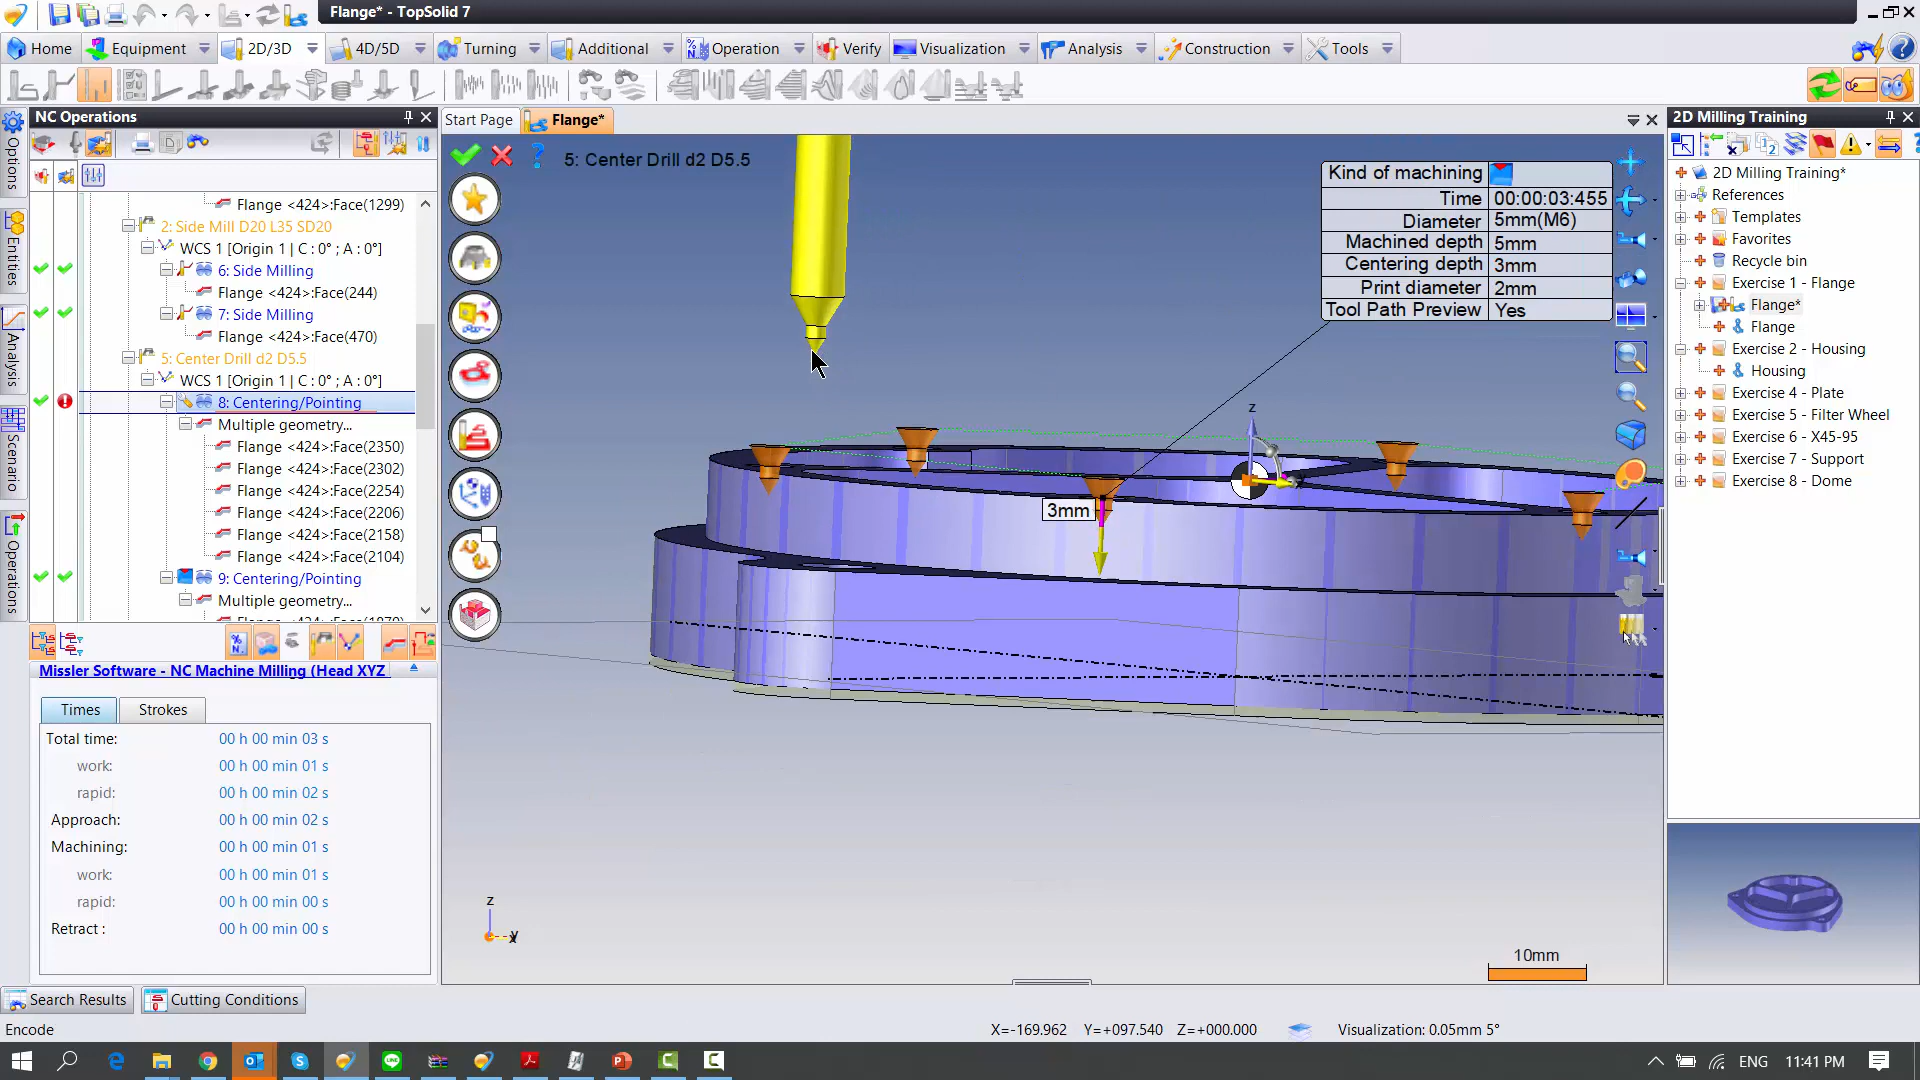 Flange* - TopSolid 7
Home
Equipment
2D/3D
4D/5D
Turning
Additional
Operation
Verify
Visualization
Analysis
Construction
Tools
NC Operations
Start Page
Flange*
2D Milling Training
Options
Entities
Analysis
Scenario
Operations
Flange <424>:Face(1299)
2: Side Mill D20 L35 SD20
WCS 1 [Origin 1 | C : 0° ; A : 0°]
6: Side Milling
Flange <424>:Face(244)
7: Side Milling
Flange <424>:Face(470)
5: Center Drill d2 D5.5
WCS 1 [Origin 1 | C : 0° ; A : 0°]
8: Centering/Pointing
Multiple geometry...
Flange <424>:Face(2350)
Flange <424>:Face(2302)
Flange <424>:Face(2254)
Flange <424>:Face(2206)
Flange <424>:Face(2158)
Flange <424>:Face(2104)
9: Centering/Pointing
Multiple geometry...
Missler Software - NC Machine Milling (Head XYZ
Times
Strokes
Total time: 00 h 00 min 03 s
work: 00 h 00 min 01 s
rapid: 00 h 00 min 02 s
Approach: 00 h 00 min 02 s
Machining: 00 h 00 min 01 s
work: 00 h 00 min 01 s
rapid: 00 h 00 min 00 s
Retract : 00 h 00 min 00 s
Search Results
Cutting Conditions
Encode
5: Center Drill d2 D5.5
Kind of machining
Time 00:00:03:455
Diameter 5mm(M6)
Machined depth 5mm
Centering depth 3mm
Print diameter 2mm
Tool Path Preview Yes
z
3mm
z
y
10mm
2D Milling Training*
References
Templates
Favorites
Recycle bin
Exercise 1 - Flange
Flange*
Flange
Exercise 2 - Housing
Housing
Exercise 4 - Plate
Exercise 5 - Filter Wheel
Exercise 6 - X45-95
Exercise 7 - Support
Exercise 8 - Dome
X=-169.962 Y=+097.540 Z=+000.000
Visualization: 0.05mm 5°
ENG
11:41 PM